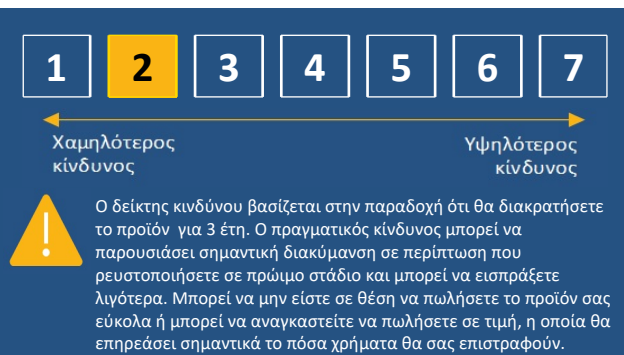 1 2 3 4 5 6 7
Χαμηλότερος Υψηλότερος
κίνδυνος κίνδυνος
Ο δείκτης κινδύνου βασίζεται στην παραδοχή ότι θα διακρατήσετε
το προϊόν για 3 έτη. Ο πραγματικός κίνδυνος μπορεί να
παρουσιάσει σημαντική διακύμανση σε περίπτωση που
ρευστοποιήσετε σε πρώιμο στάδιο και μπορεί να εισπράξετε
λιγότερα. Μπορεί να μην είστε σε θέση να πωλήσετε το προϊόν σας
εύκολα ή μπορεί να αναγκαστείτε να πωλήσετε σε τιμή, η οποία θα
επηρεάσει σημαντικά το πόσα χρήματα θα σας επιστραφούν.